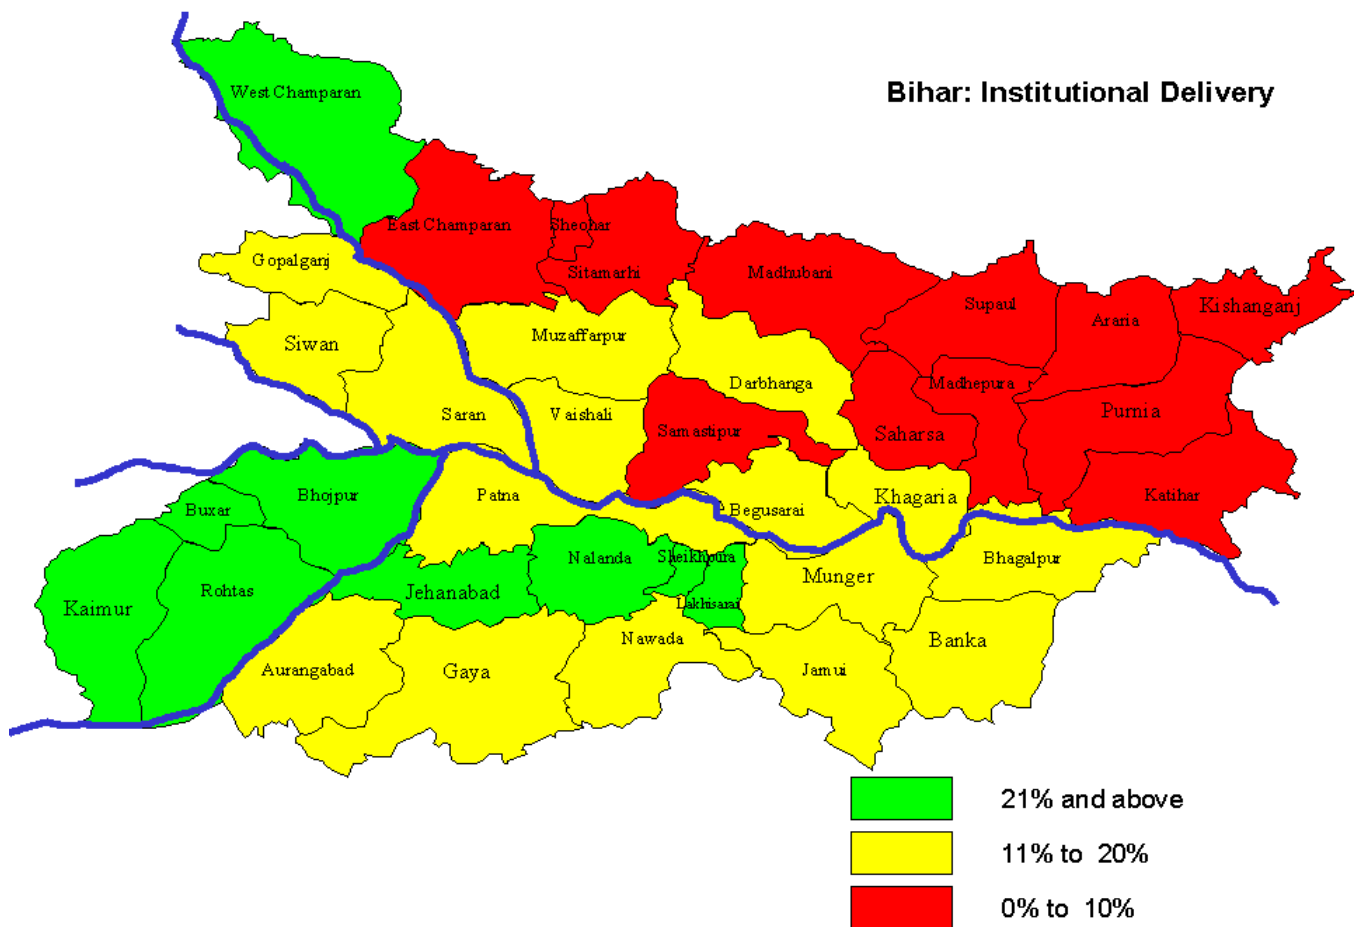 West Champaran
Bihar: Institutional Delivery
East Champaran
Sheohar
Gopalganj
Sitamarhi
Madhubani
Supaul
Kishanganj
Araria
Siwan
Muzaffarpur
Darbhanga
Madhepura
Saran
Vaishali
Purnia
Samastipur
Saharsa
Bhojpur
Patna
Khagaria
Katihar
Buxar
Begusarai
Nalanda
Sheikhpura
Bhagalpur
Rohtas
Jehanabad
Munger
Kaimur
Lakhisarai
Nawada
Banka
Aurangabad
Gaya
Jamui
21% and above
11% to 20%
0% to 10%